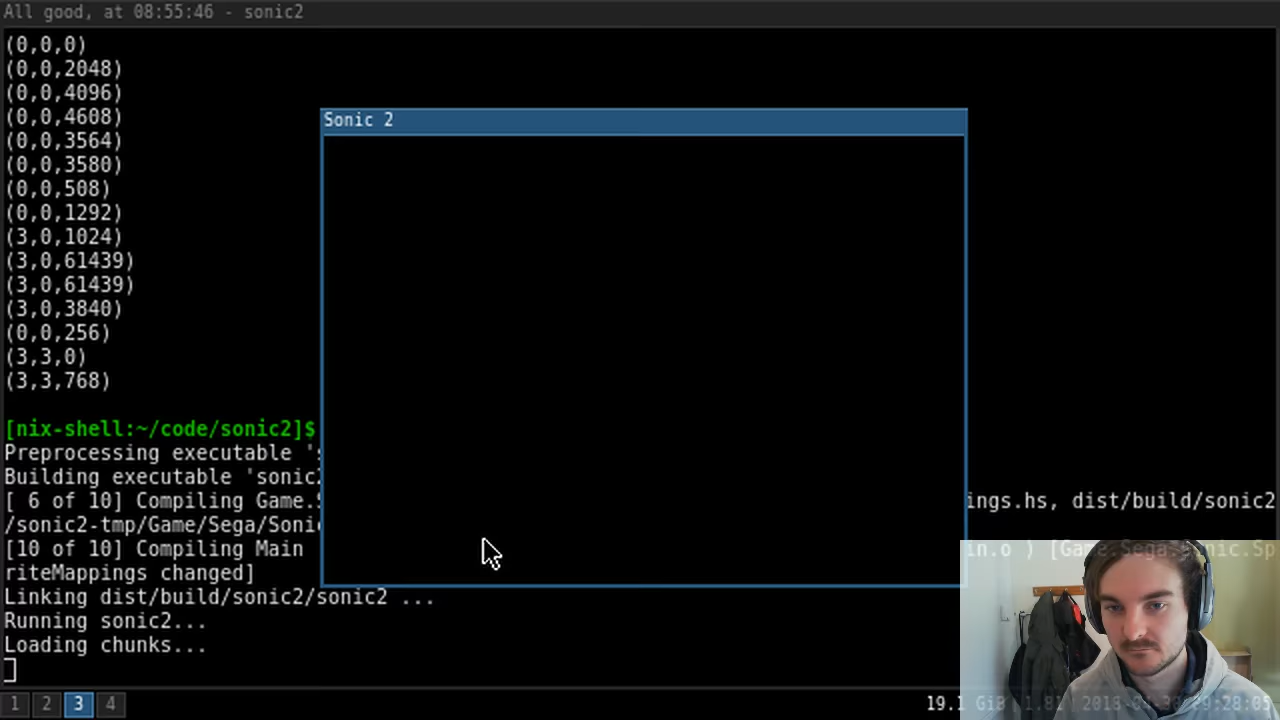 All good, at 08:55:46 - sonic2
(0,0,0)
(0,0,2048)
(0,0,4096)
(0,0,4608)
(0,0,3564)
(0,0,3580)
(0,0,508)
(0,0,1292)
(3,0,1024)
(3,0,61439)
(3,0,61439)
(3,0,3840)
(0,0,256)
(3,3,0)
(3,3,768)
Sonic 2
[nix-shell:~/code/sonic2]$
Preprocessing executable '
Building executable 'sonic
[ 6 of 10] Compiling Game. ings.hs, dist/build/sonic2
/sonic2-tmp/Game/Sega/Soni
[10 of 10] Compiling Main in.o ) [Game.Sega.Sonic.Sp
riteMappings changed]
Linking dist/build/sonic2/sonic2 ...
Running sonic2...
Loading chunks...
1 2 3 4 19.1 GiB 1.81